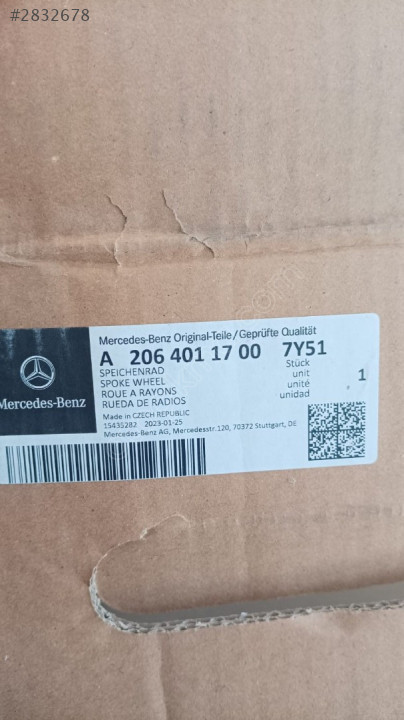 #2832678
Mercedes-Benz Original-Teile/Geprüfte Qualität
A 206 401 17 00 7Y51
SPEICHENRAD
SPOKE WHEEL
ROUE A RAYONS
RUEDA DE RADIOS
Stück
unit
unité
unidad
1
Made in CZECH REPUBLIC
15435282 2023-01-25
Mercedes-Benz AG, Mercedesstr.120, 70372 Stuttgart, DE
Mercedes-Benz